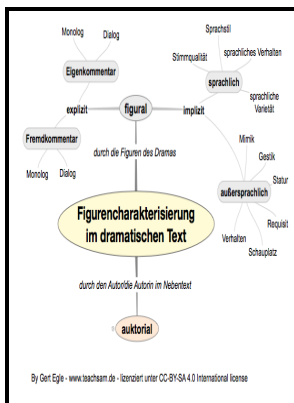 Monolog
Dialog
Eigenkommentar
explizit
figural
implizit
Fremdkommentar
Monolog
Dialog
Sprachstil
Stimmqualität
sprachliches Verhalten
sprachlich
sprachliche
Varietät
Mimik
Gestik
Statur
außersprachlich
Requisit
Verhalten
Schauplatz
durch die Figuren des Dramas
Figurencharakterisierung
im dramatischen Text
durch den Autor/die Autorin im Nebentext
auktorial
By Gert Egle - www.teachsam.de - lizenziert unter CC-BY-SA 4.0 International license